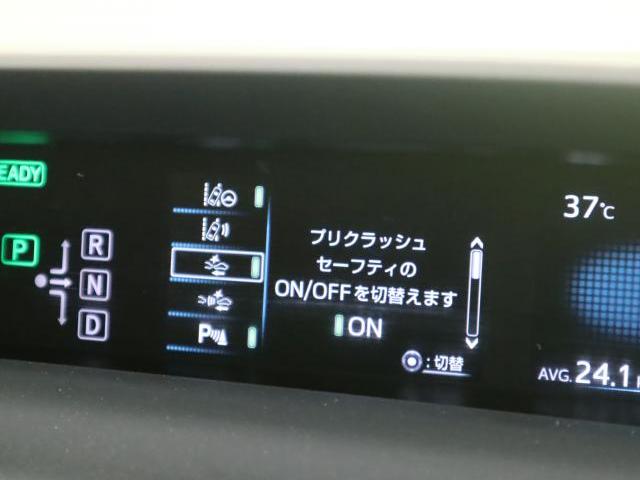 EADY
P
R
N
D
P
プリクラッシュ
セーフティの
ON/OFFを切替えます
ON
:切替
37℃
AVG. 24.1